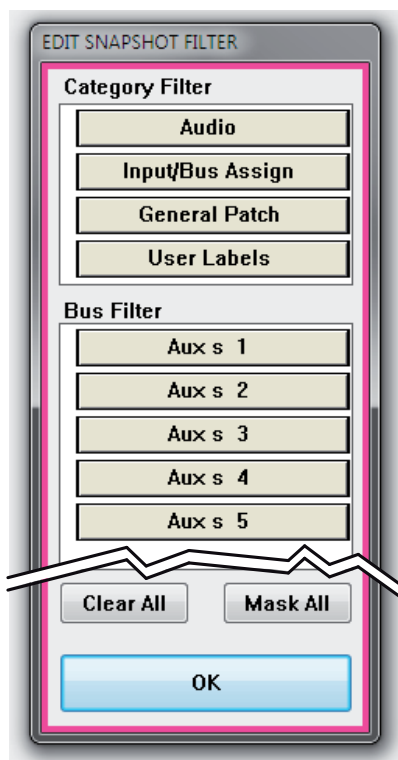 EDIT SNAPSHOT FILTER
Category Filter
Audio
Input/Bus Assign
General Patch
User Labels
Bus Filter
Aux s 1
Aux s 2
Aux s 3
Aux s 4
Aux s 5
Clear All Mask All
OK